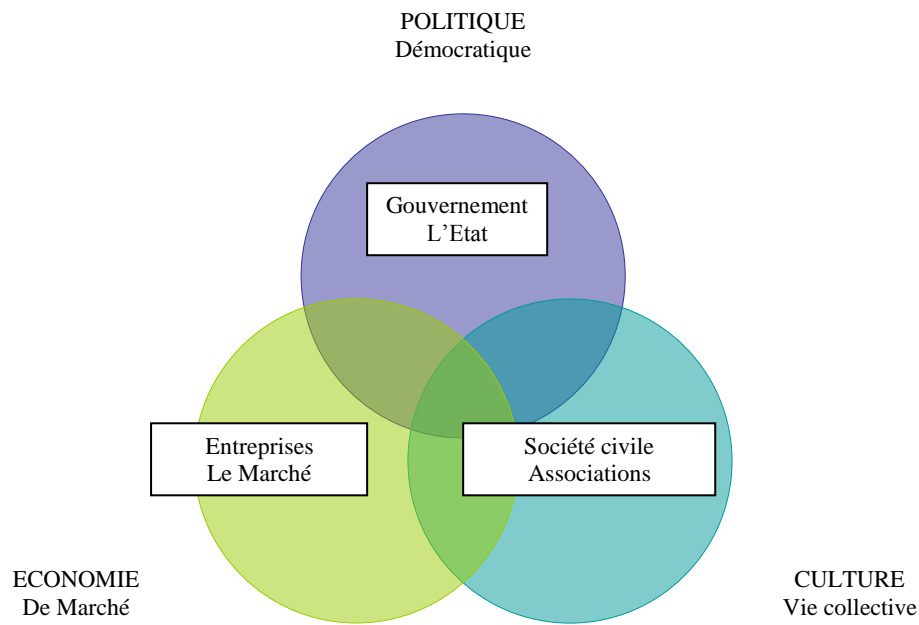 POLITIQUE
Démocratique
Gouvernement
L'Etat
Entreprises
Le Marché
Société civile
Associations
ECONOMIE
De Marché
CULTURE
Vie collective